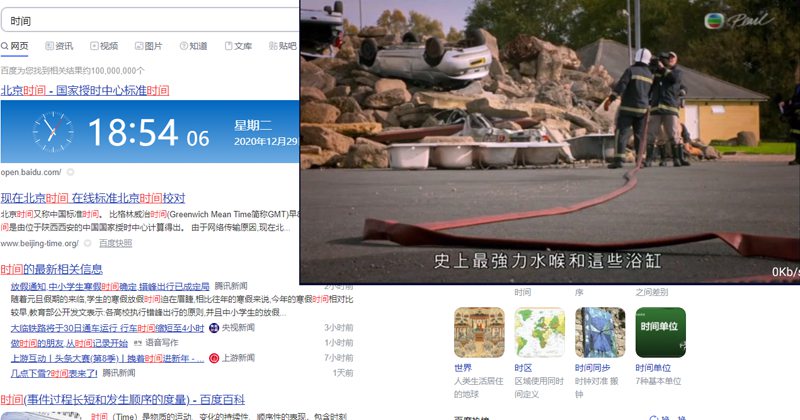 时间
网页 资讯 视频 图片 知道 文库 贴吧
百度为您找到相关结果约100,000,000个
北京时间 - 国家授时中心标准时间
18:54 06
星期二
2020年12月29
open.baidu.com/
现在北京时间 在线标准北京时间校对
北京时间又称中国标准时间。 比格林威治时间(Greenwich Mean Time简称GMT)早
间是由位于陕西西安的中国国家授时中心计算得出。 由于网络传输原因,现在北...
www.beijing-time.org/ 百度快照
时间的最新相关信息
放假通知,中小学生寒假时间确定,错峰出行已成定局 腾讯新闻 2小时前
随着元旦假期的来临,学生的寒假放假时间迫在眉睫,相比往年的寒假来说,今年的寒假时间相对比
较早,教育部公开发文表示:各高校执行错峰出行的原则,并且中小学生的放假...
大临铁路将于30日通车运行 行车时间缩短至4小时 央视新闻 3小时前
做时间的朋友,从时间记录开始 语音写作 1小时前
上游互动丨头条大赛(第8季)丨拽着时间进新年 - ... 上游新闻 7小时前
几点下雪?时间表来了! 腾讯新闻 1天前
时间(事件过程长短和发生顺序的度量) - 百度百科
时间（Time）是物质的运动、变化的持续性、顺序性的表现，包含时刻
Pearl
史上最強力水喉和這些浴缸
0Kb/s
时间 序 之间差别
世界 时区 时间同步 时间单位
人类生活居住的地球
区域使用同时间定义
时钟对准 搬钟
7种基本单位
时间单位
换一换